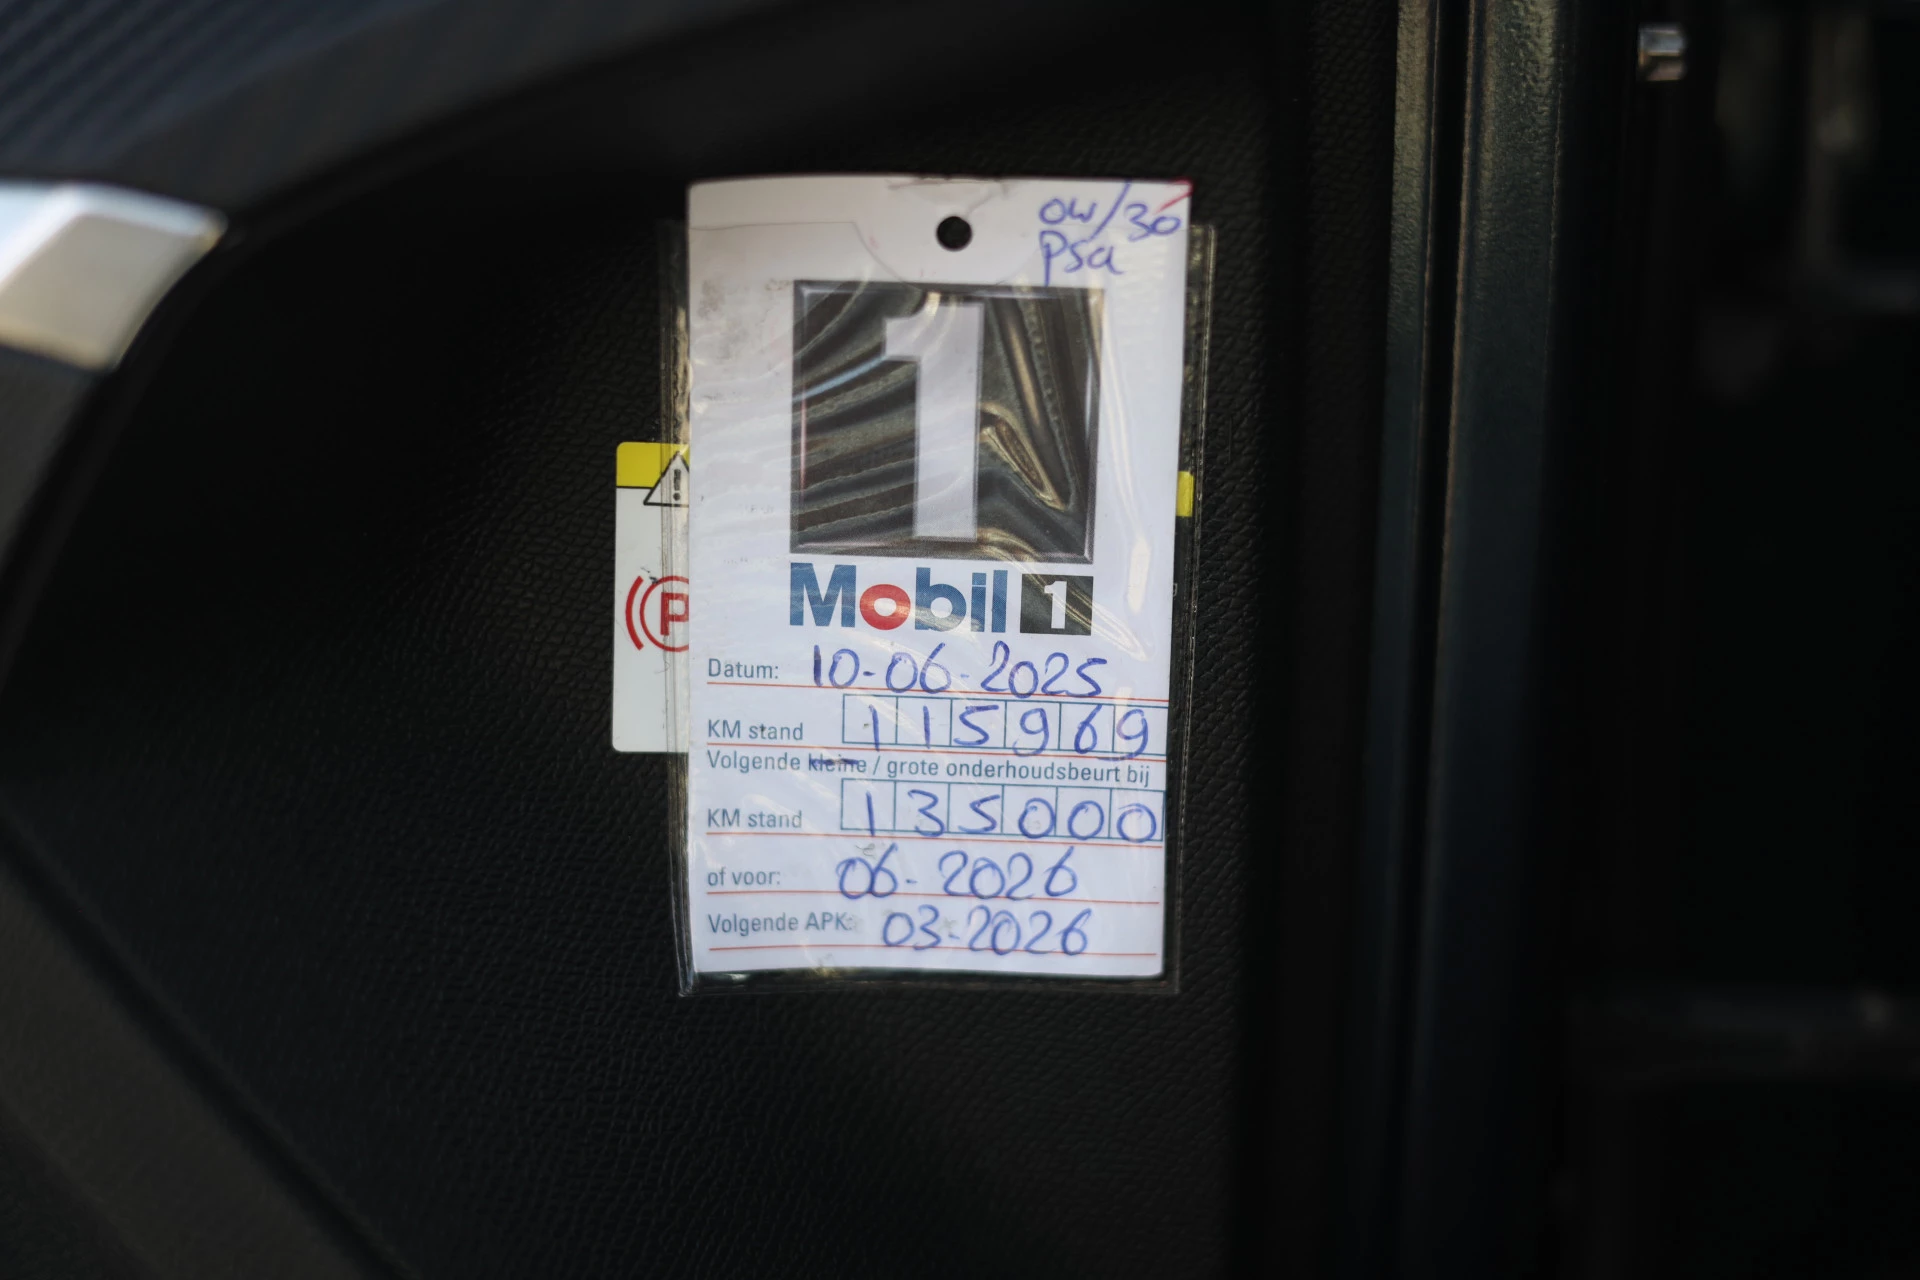 ow/30
Psa
1
Mobil 1
Datum: 10-06-2025
KM stand 115969
Volgende kleine / grote onderhoudsbeurt bij
KM stand 135000
of voor: 06-2026
Volgende APK: 03-2026
P